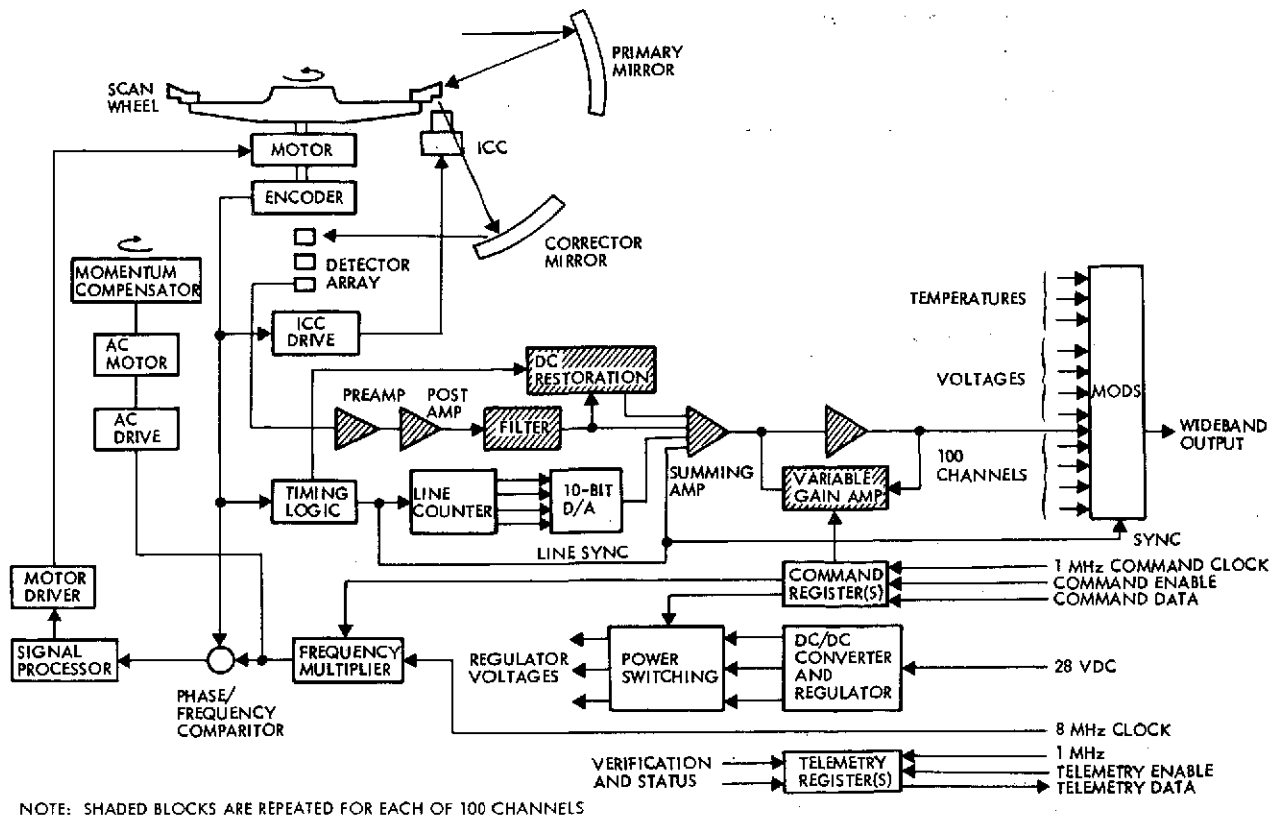 PRIMARY
MIRROR
SCAN
WHEEL
MOTOR
ICC
ENCODER
CORRECTOR
MIRROR
DETECTOR
ARRAY
MOMENTUM
COMPENSATOR
ICC
DRIVE
AC
MOTOR
AC
DRIVE
TEMPERATURES
VOLTAGES
MODS
WIDEBAND
OUTPUT
DC
RESTORATION
PREAMP
POST
AMP
FILTER
SUMMING
AMP
VARIABLE
GAIN AMP
100
CHANNELS
TIMING
LOGIC
LINE
COUNTER
10-BIT
D/A
LINE SYNC
SYNC
MOTOR
DRIVER
COMMAND
REGISTER(S)
1 MHz COMMAND CLOCK
COMMAND ENABLE
COMMAND DATA
SIGNAL
PROCESSOR
PHASE/
FREQUENCY
COMPARITOR
FREQUENCY
MULTIPLIER
REGULATOR
VOLTAGES
POWER
SWITCHING
DC/DC
CONVERTER
AND
REGULATOR
28 VDC
8 MHz CLOCK
VERIFICATION
AND STATUS
TELEMETRY
REGISTER(S)
1 MHz
TELEMETRY ENABLE
TELEMETRY DATA
NOTE: SHADED BLOCKS ARE REPEATED FOR EACH OF 100 CHANNELS